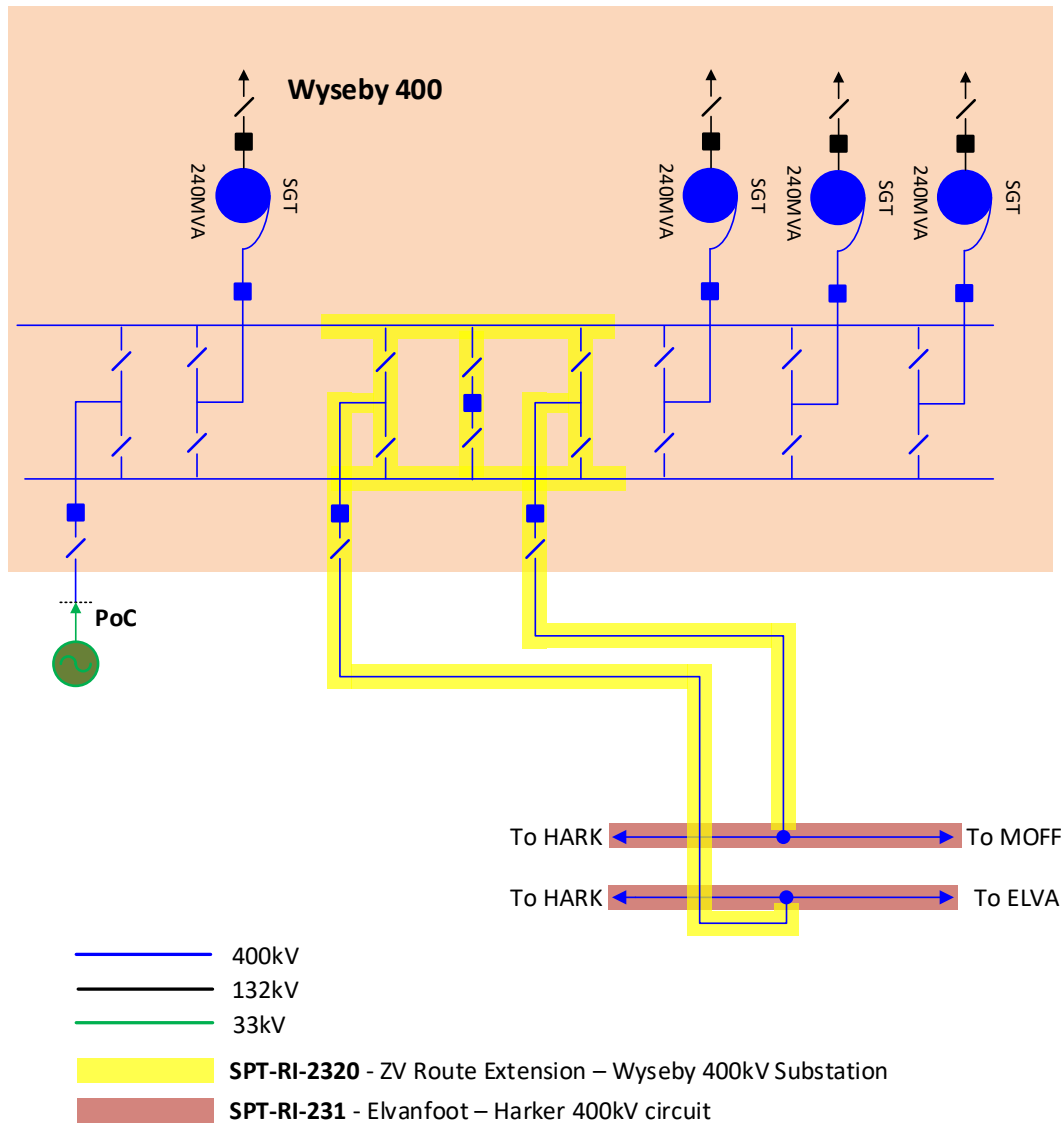 Wyseby 400
SGT
240MVA
SGT
240MVA
SGT
240MVA
SGT
240MVA
PoC
To HARK
To MOFF
To HARK
To ELVA
400kV
132kV
33kV
SPT-RI-2320 - ZV Route Extension – Wyseby 400kV Substation
SPT-RI-231 - Elvanfoot – Harker 400kV circuit